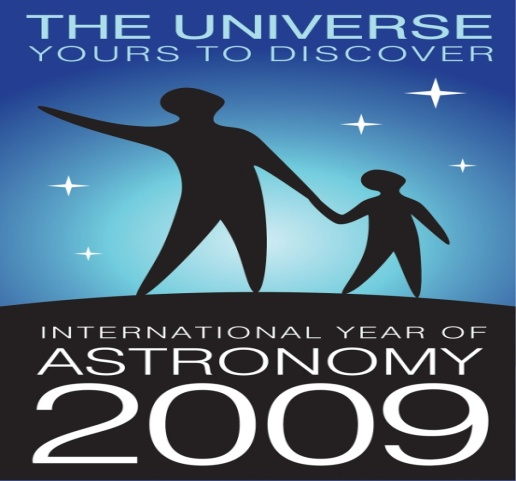 THE UNIVERSE
YOURS TO DISCOVER
INTERNATIONAL YEAR OF
ASTRONOMY
2009